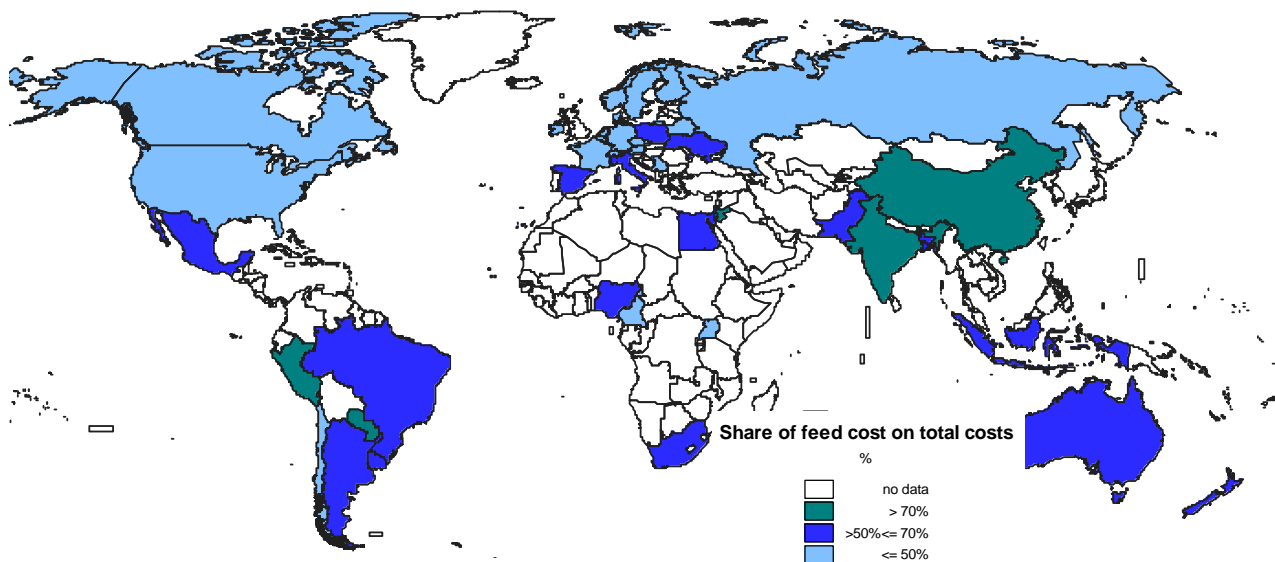 Share of feed cost on total costs
%
no data
> 70%
>50%<= 70%
<= 50%